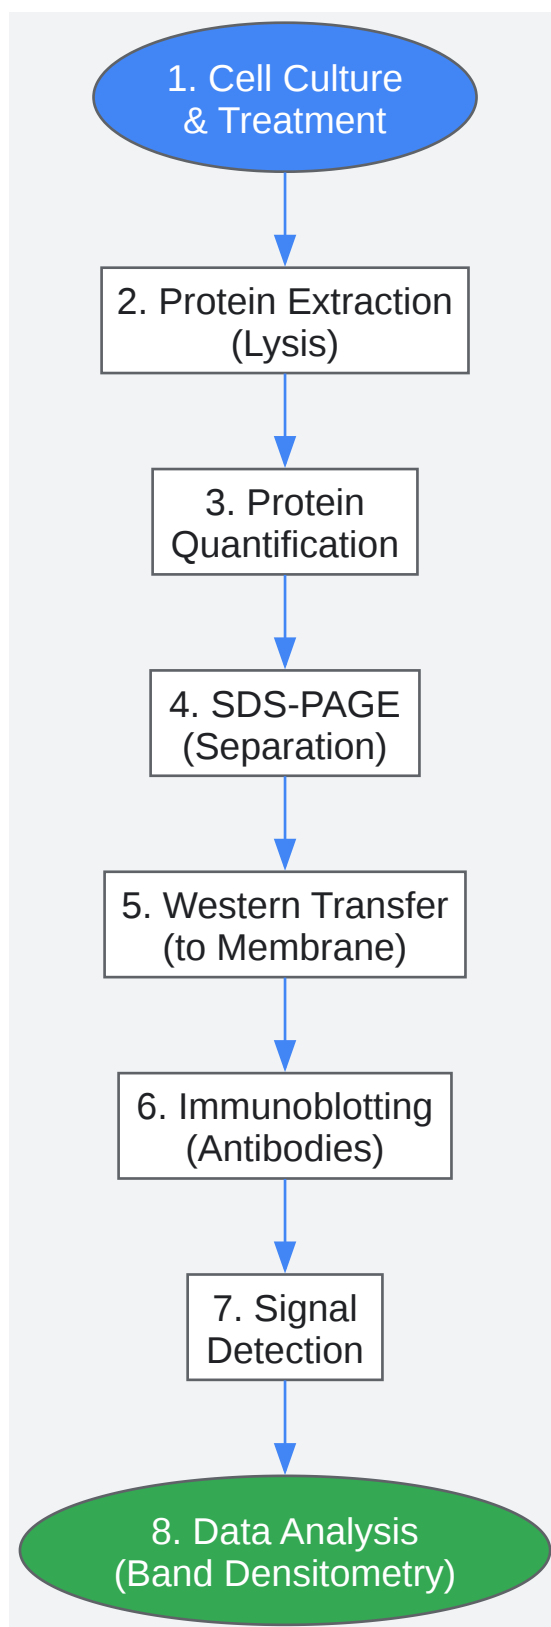 1. Cell Culture
& Treatment
2. Protein Extraction
(Lysis)
3. Protein
Quantification
4. SDS-PAGE
(Separation)
5. Western Transfer
(to Membrane)
6. Immunoblotting
(Antibodies)
7. Signal
Detection
8. Data Analysis
(Band Densitometry)